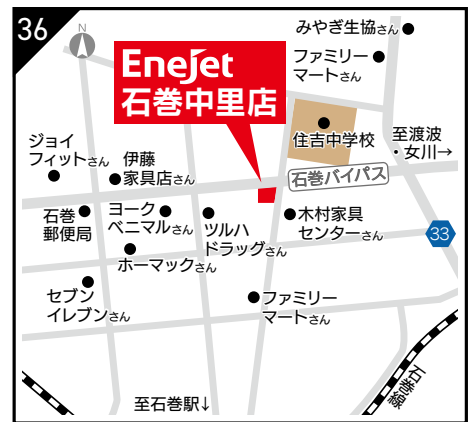 36
N
Enejet
石巻中里店
みやぎ生協さん
ファミリー
マートさん
住吉中学校
至渡波
・女川→
ジョイ
フィットさん
伊藤
家具店さん
石巻バイパス
石巻
郵便局
ヨーク
ベニマルさん
ツルハ
ドラッグさん
木村家具
センターさん
33
ホーマックさん
セブン
イレブンさん
ファミリー
マートさん
石巻線
至石巻駅↓